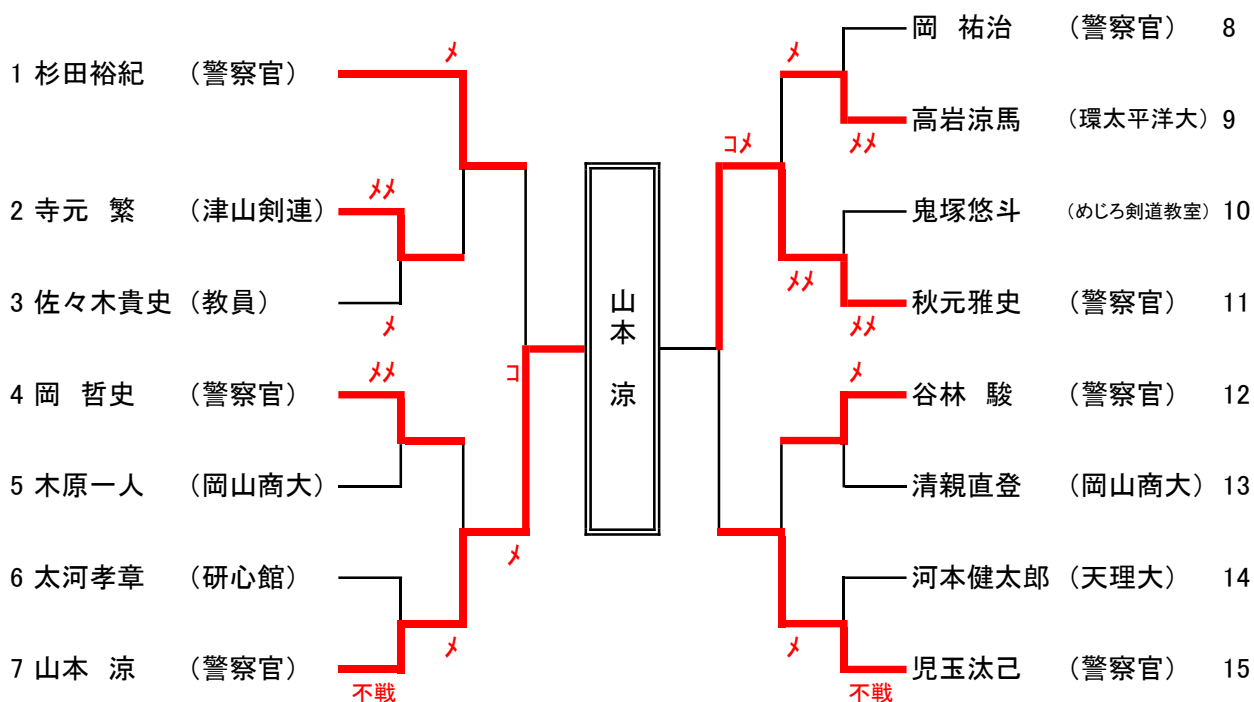 1 杉田裕紀 (警察官)
メ
2 寺元 繁 (津山剣連)
メメ
3 佐々木貴史 (教員)
メ
4 岡 哲史 (警察官)
メメ
コ
5 木原一人 (岡山商大)
6 太河孝章 (研心館)
メ
7 山本 涼 (警察官)
メ
不戦
山本 涼
岡 祐治 (警察官) 8
メ
高岩涼馬 (環太平洋大) 9
コメ
メメ
鬼塚悠斗 (めじろ剣道教室) 10
メメ
秋元雅史 (警察官) 11
メメ
メ
谷林 駿 (警察官) 12
清親直登 (岡山商大) 13
河本健太郎 (天理大) 14
メ
児玉汰己 (警察官) 15
不戦